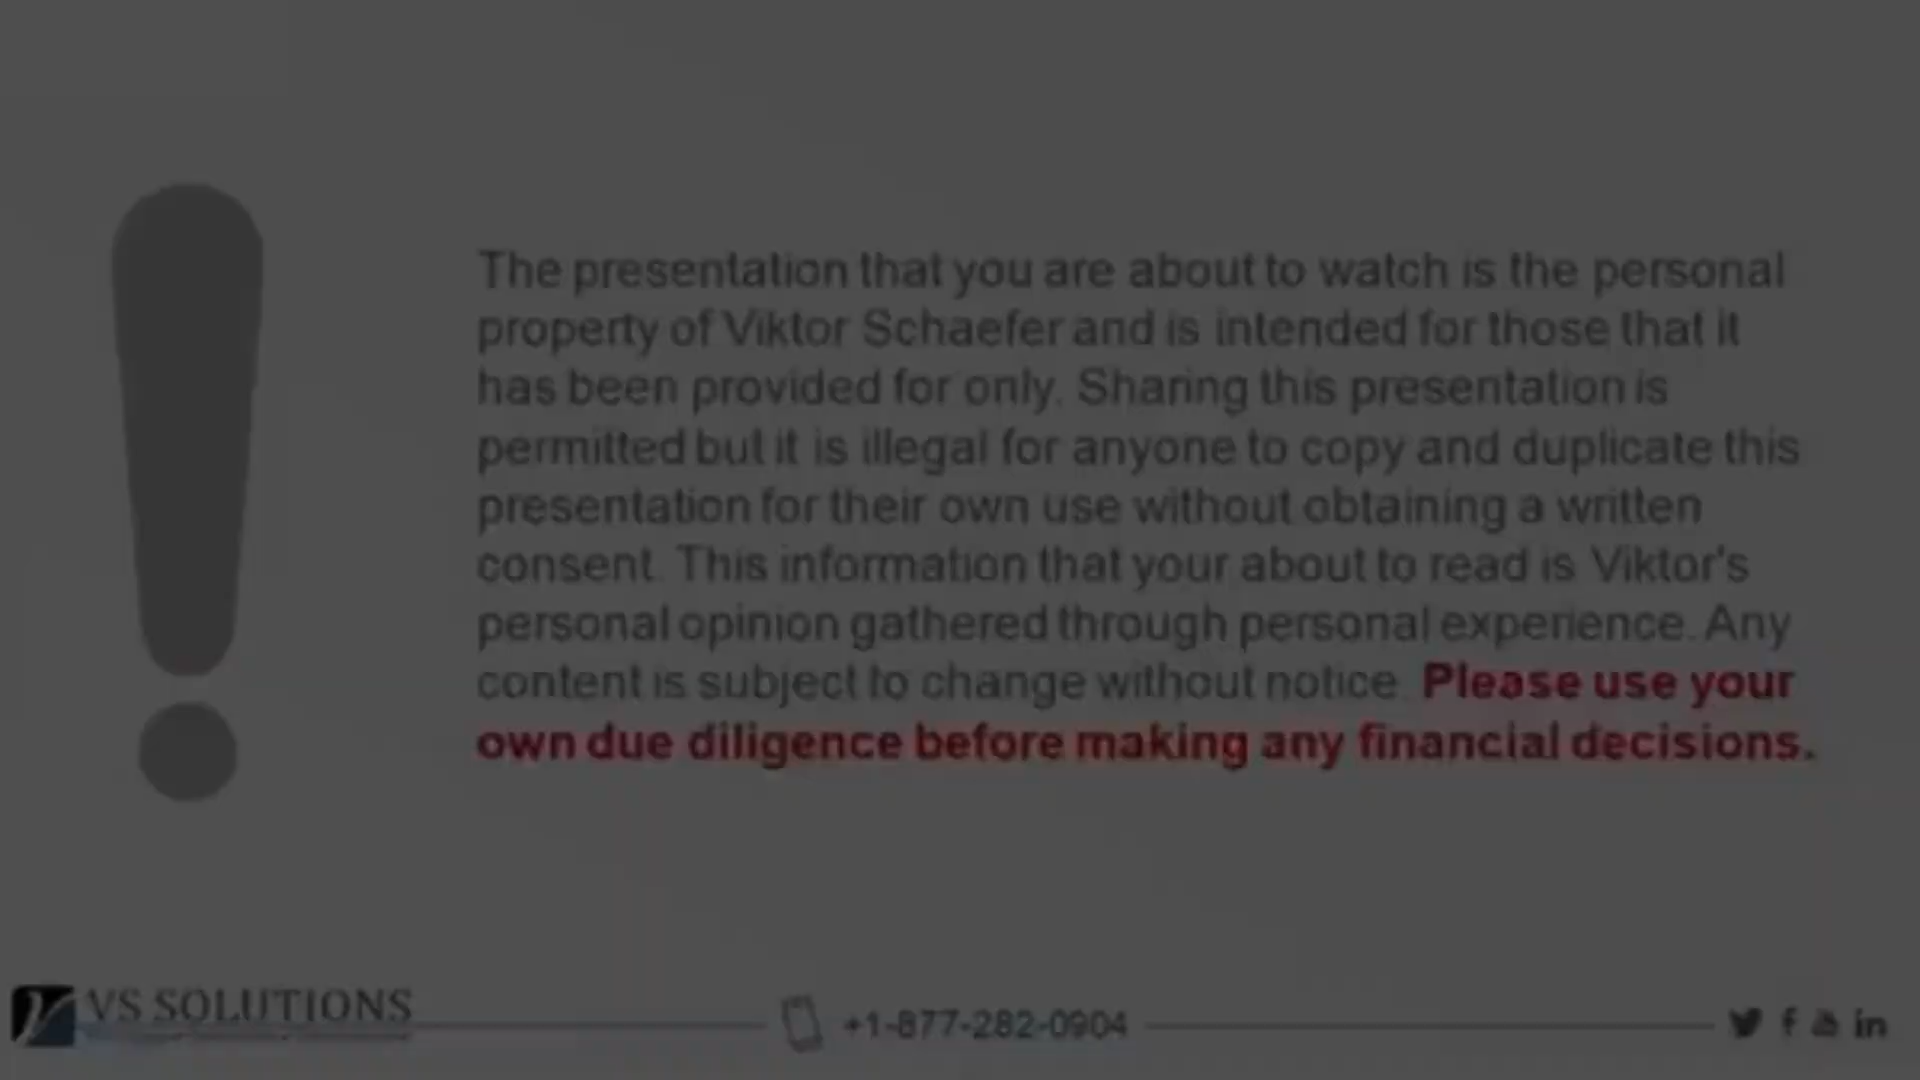 The presentation that you are about to watch is the personal
property of Viktor Schaefer and is intended for those that it
has been provided for only. Sharing this presentation is
permitted but it is illegal for anyone to copy and duplicate this
presentation for their own use without obtaining a written
consent. This information that your about to read is Viktor's
personal opinion gathered through personal experience. Any
content is subject to change without notice. Please use your
own due diligence before making any financial decisions.
VS SOLUTIONS
+1-877-282-0904